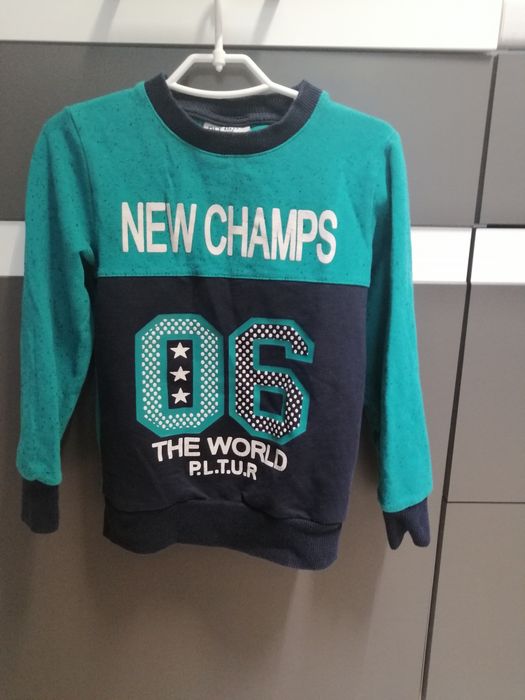 NEW CHAMPS
06
THE WORLD
P.L.T.U.R